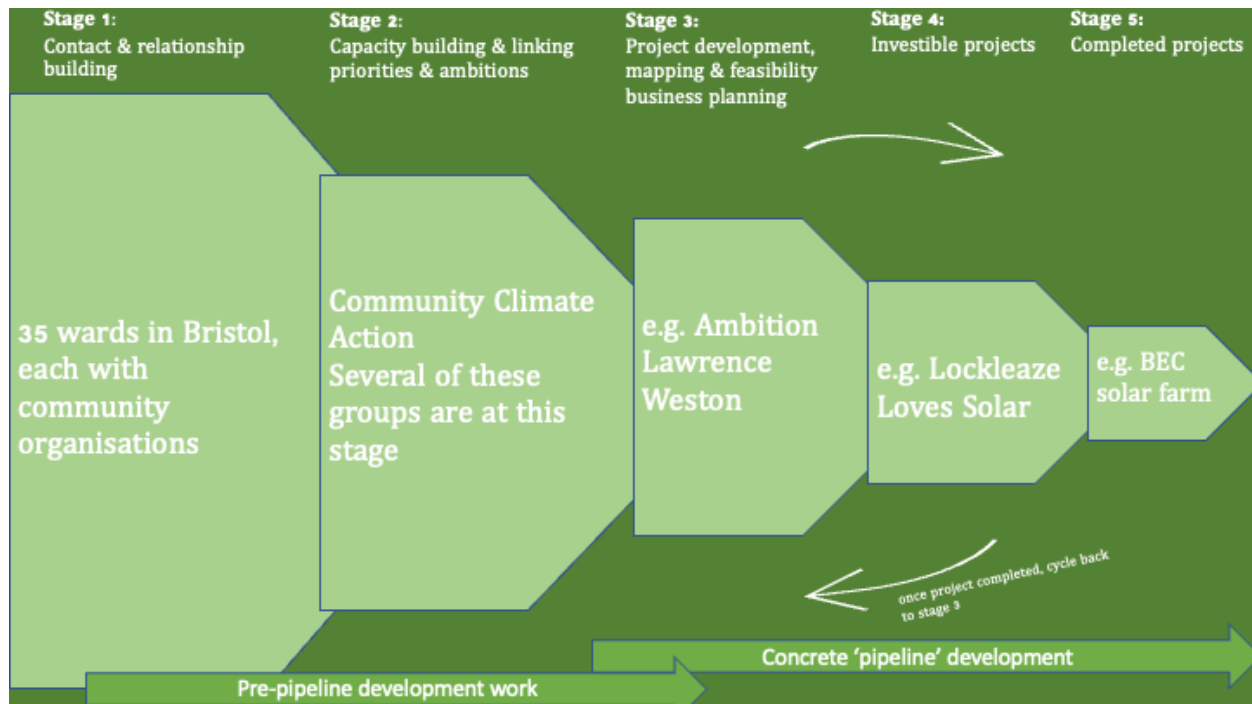 Stage 1:
Contact & relationship
building
Stage 2:
Capacity building & linking
priorities & ambitions
Stage 3:
Project development,
mapping & feasibility
business planning
Stage 4:
Investible projects
Stage 5:
Completed projects
35 wards in Bristol,
each with
community
organisations
Community Climate
Action
Several of these
groups are at this
stage
e.g. Ambition
Lawrence
Weston
e.g. Lockleaze
Loves Solar
e.g. BEC
solar farm
once project completed, cycle back
to stage 3
Concrete ‘pipeline’ development
Pre-pipeline development work